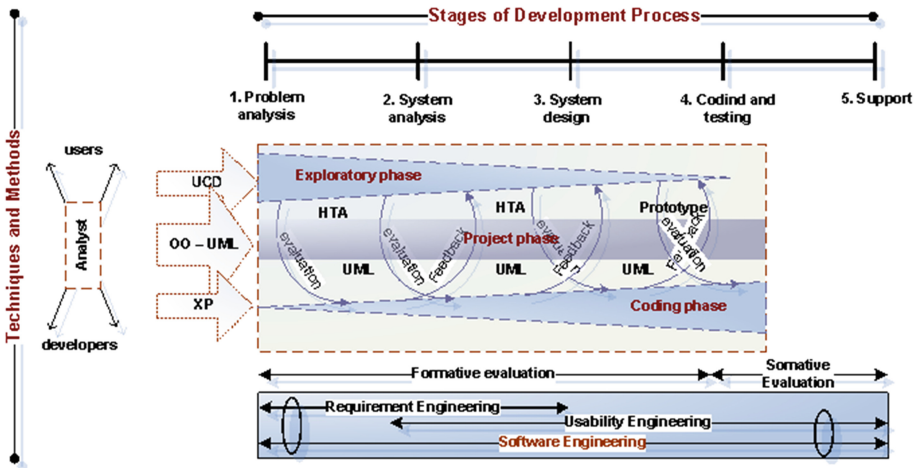 Stages of Development Process
1. Problem
analysis
2. System
analysis
3. System
design
4. Codind and
testing
5. Support
Techniques and Methods
users
Analyst
developers
UCD
OO – UML
XP
Exploratory phase
HTA
HTA
Prototype
evaluation
evaluation
Feedback
evaluation
Feedback
evaluation
Feedback
Project phase
UML
UML
UML
Coding phase
Formative evaluation
Somative
Evaluation
Requirement Engineering
Usability Engineering
Software Engineering